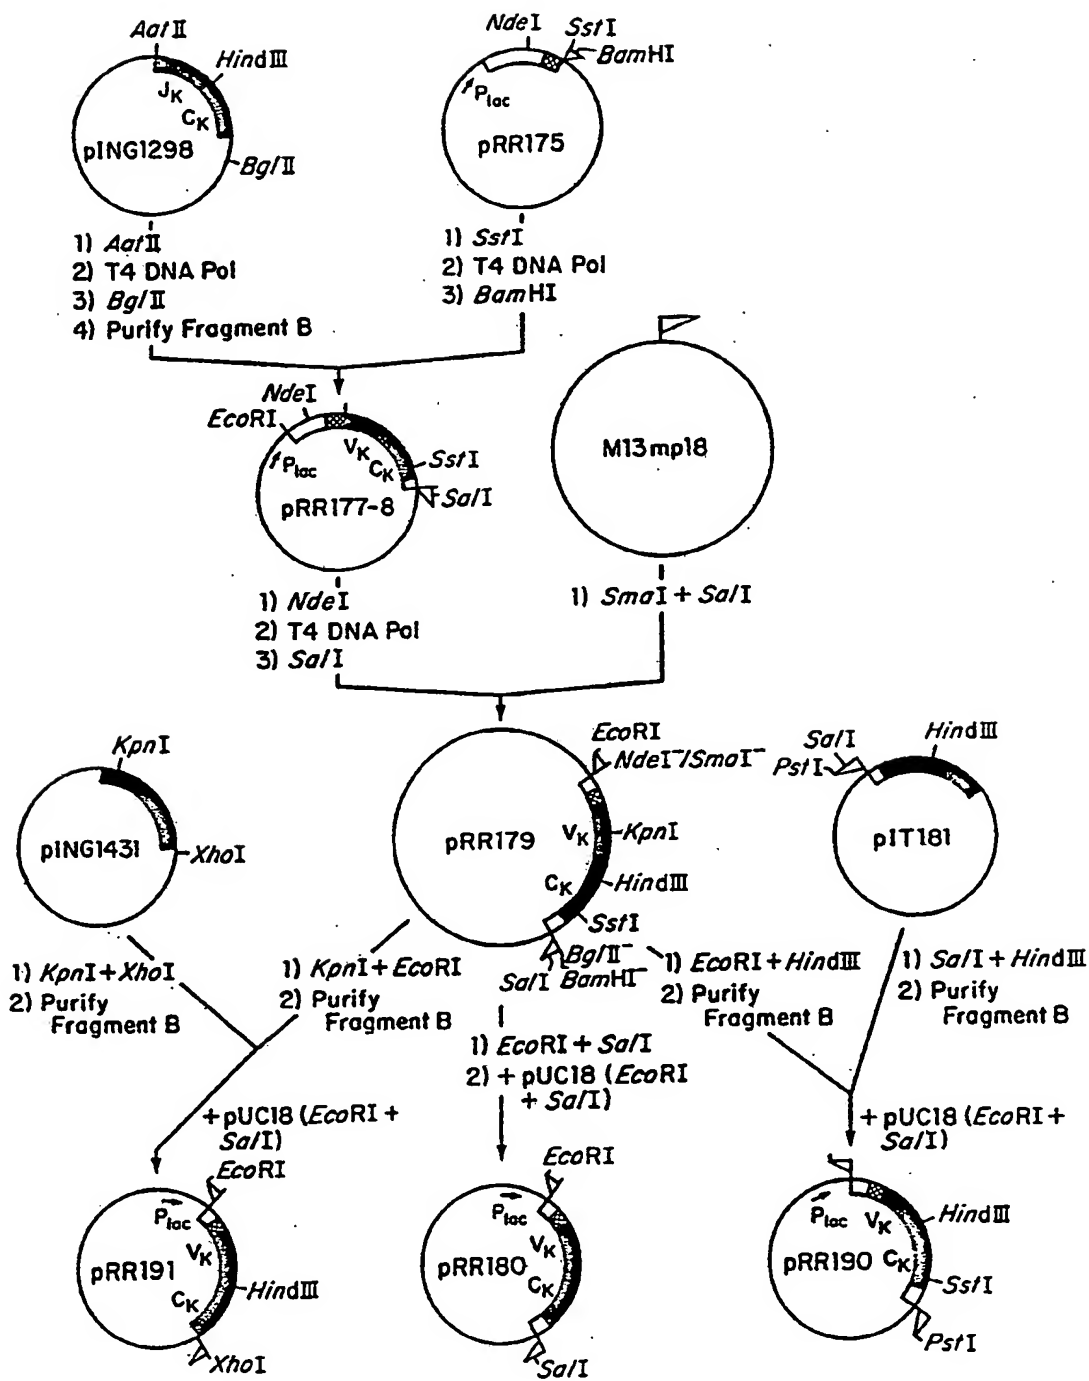 AatII
HindIII
JK
CK
pING1298
BglII
1) AatII
2) T4 DNA Pol
3) BglII
4) Purify Fragment B
NdeI
SstI
BamHI
Plac
pRR175
1) SstI
2) T4 DNA Pol
3) BamHI
NdeI
EcoRI
VK
CK
Plac
SstI
SalI
pRR177-8
M13mp18
1) NdeI
2) T4 DNA Pol
3) SalI
1) SmaI + SalI
KpnI
pING1431
XhoI
EcoRI
NdeI⁻/SmaI⁻
pRR179
VK
KpnI
CK
HindIII
SstI
BglII⁻
SalI BamHI⁻
SalI
PstI
HindIII
pIT181
1) KpnI+XhoI
2) Purify
Fragment B
1) KpnI+EcoRI
2) Purify
Fragment B
1) EcoRI + SalI
2) + pUC18 (EcoRI
+ SalI)
1) EcoRI + HindIII
2) Purify
Fragment B
1) SalI + HindIII
2) Purify
Fragment B
+ pUC18 (EcoRI +
SalI)
+ pUC18 (EcoRI +
SalI)
EcoRI
Plac
VK
pRR191
HindIII
CK
XhoI
EcoRI
Plac
VK
pRR180
CK
SalI
Plac
VK
HindIII
pRR190
CK
SstI
PstI